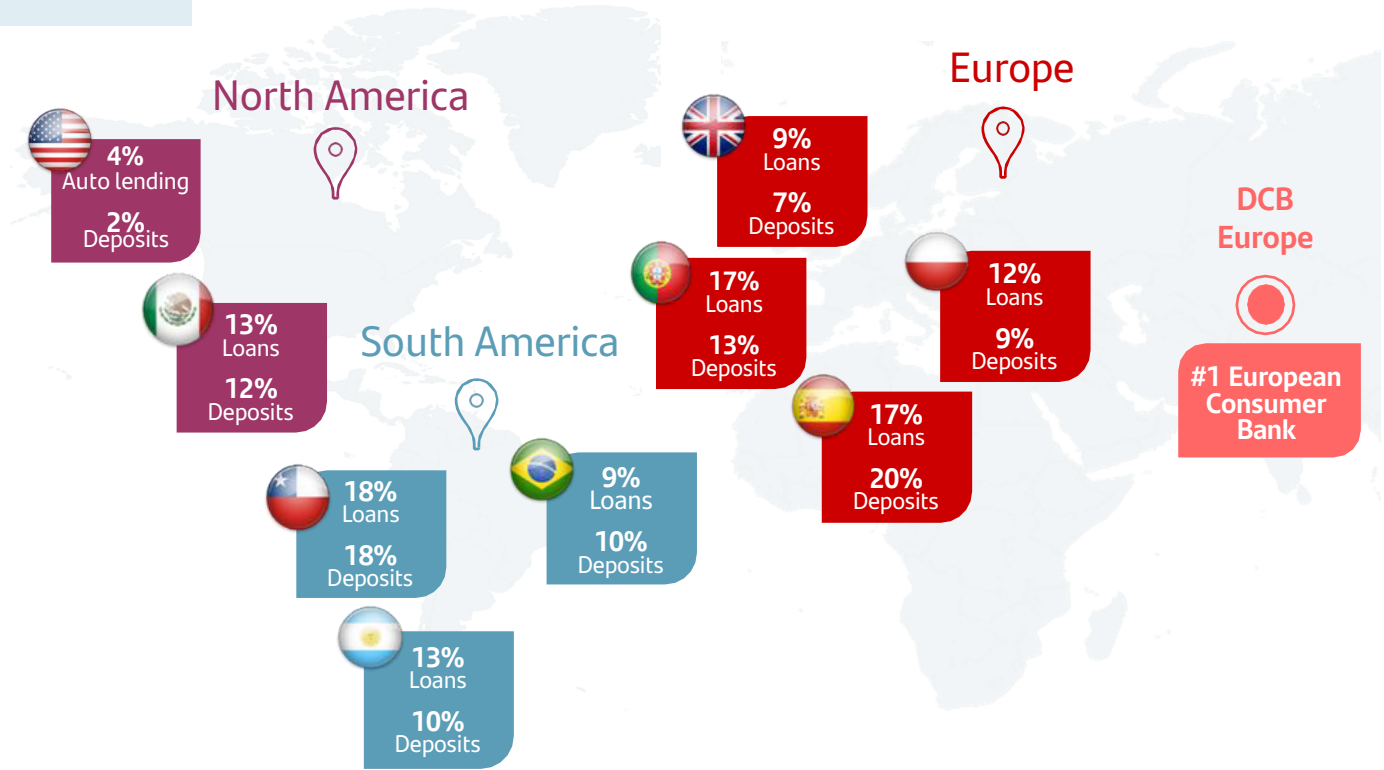 North America
4%
Auto lending
2%
Deposits
13%
Loans
12%
Deposits
South America
18%
Loans
18%
Deposits
9%
Loans
10%
Deposits
13%
Loans
10%
Deposits
Europe
9%
Loans
7%
Deposits
17%
Loans
13%
Deposits
12%
Loans
9%
Deposits
17%
Loans
20%
Deposits
DCB
Europe
#1 European
Consumer
Bank